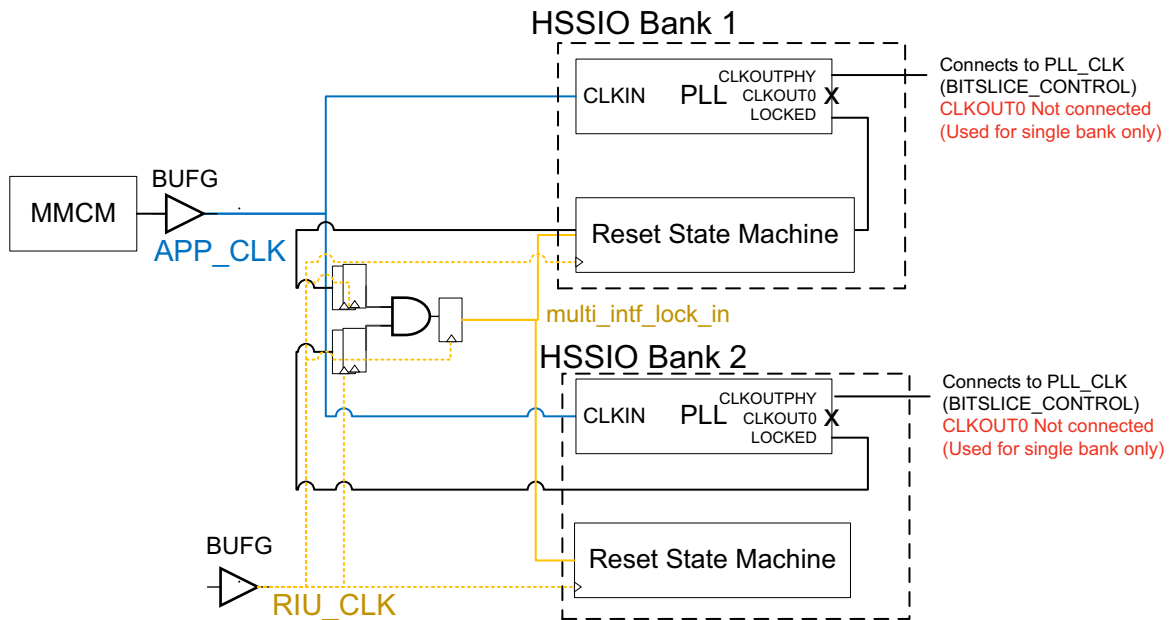 HSSIO Bank 1
CLKOUTPHY
CLKIN PLL CLKOUT0 X
LOCKED
Connects to PLL_CLK
(BITSLICE_CONTROL)
CLKOUT0 Not connected
(Used for single bank only)
BUFG
MMCM
APP_CLK
Reset State Machine
multi_intf_lock_in
HSSIO Bank 2
CLKOUTPHY
CLKIN PLL CLKOUT0 X
LOCKED
Connects to PLL_CLK
(BITSLICE_CONTROL)
CLKOUT0 Not connected
(Used for single bank only)
BUFG
RIU_CLK
Reset State Machine